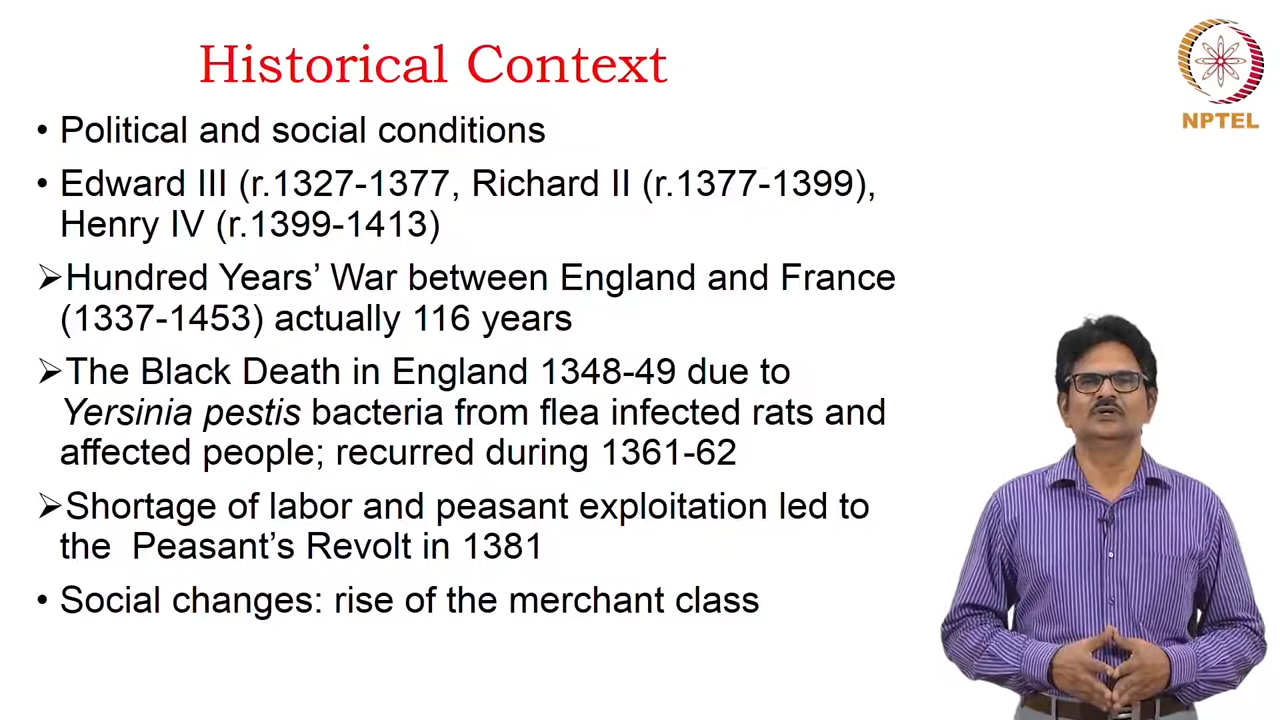 Historical Context
NPTEL
• Political and social conditions
• Edward III (r.1327-1377, Richard II (r.1377-1399),
Henry IV (r.1399-1413)
➢Hundred Years’ War between England and France
(1337-1453) actually 116 years
➢The Black Death in England 1348-49 due to
Yersinia pestis bacteria from flea infected rats and
affected people; recurred during 1361-62
➢Shortage of labor and peasant exploitation led to
the  Peasant’s Revolt in 1381
• Social changes: rise of the merchant class